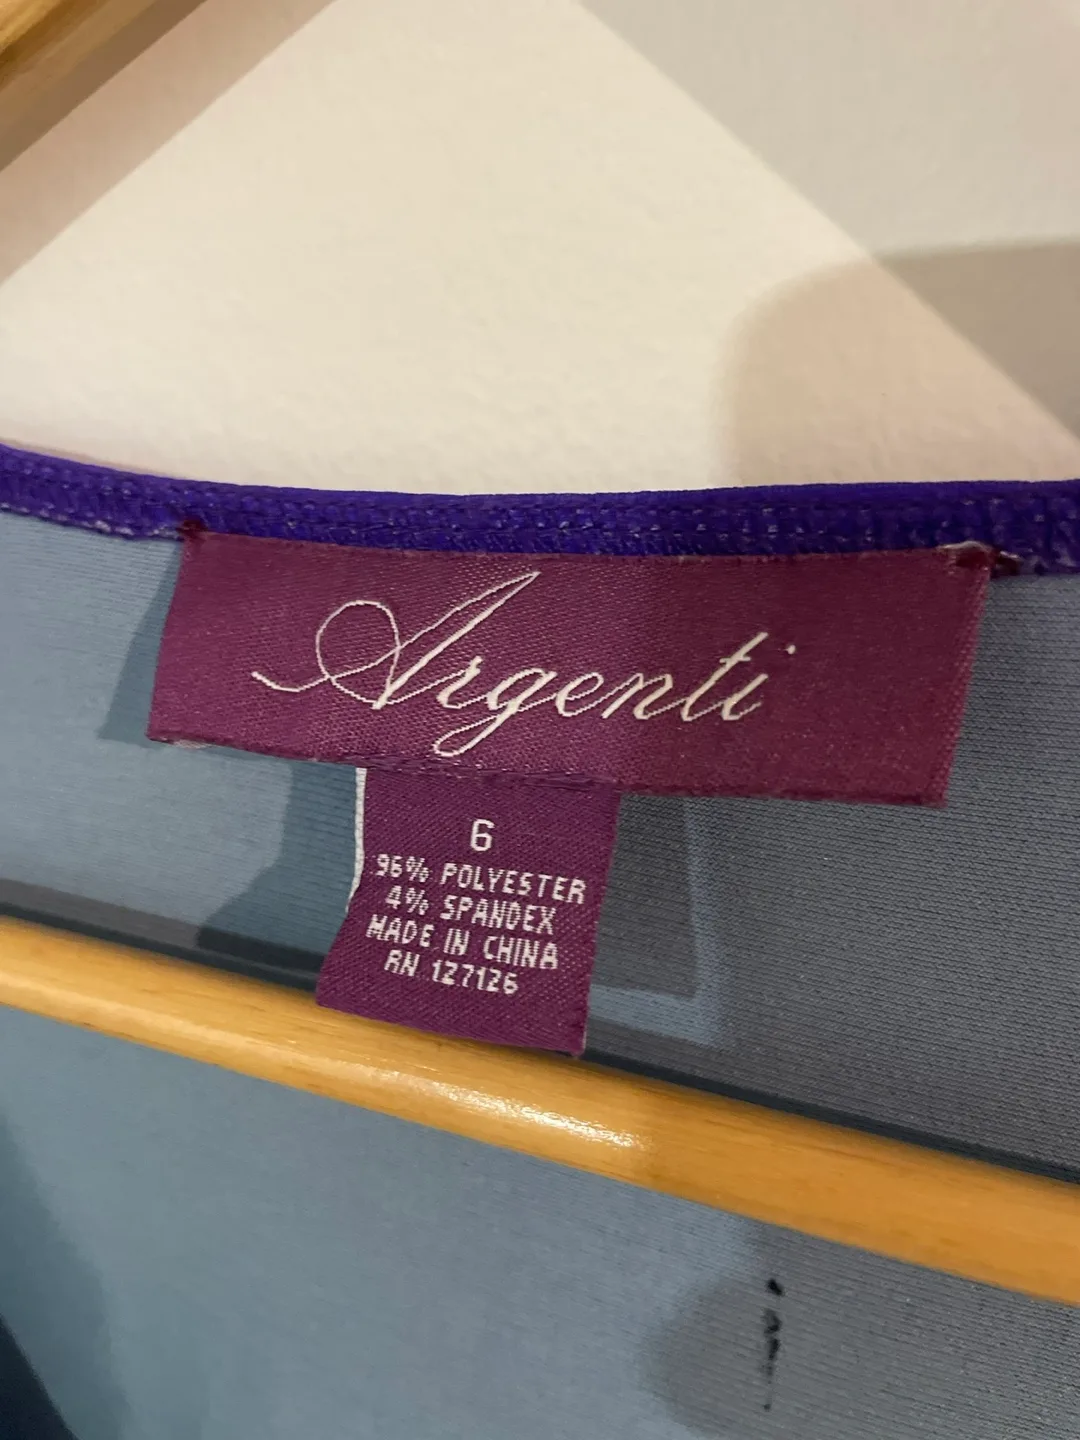 Argenti
6
96% POLYESTER
4% SPANDEX
MADE IN CHINA
RN 127126